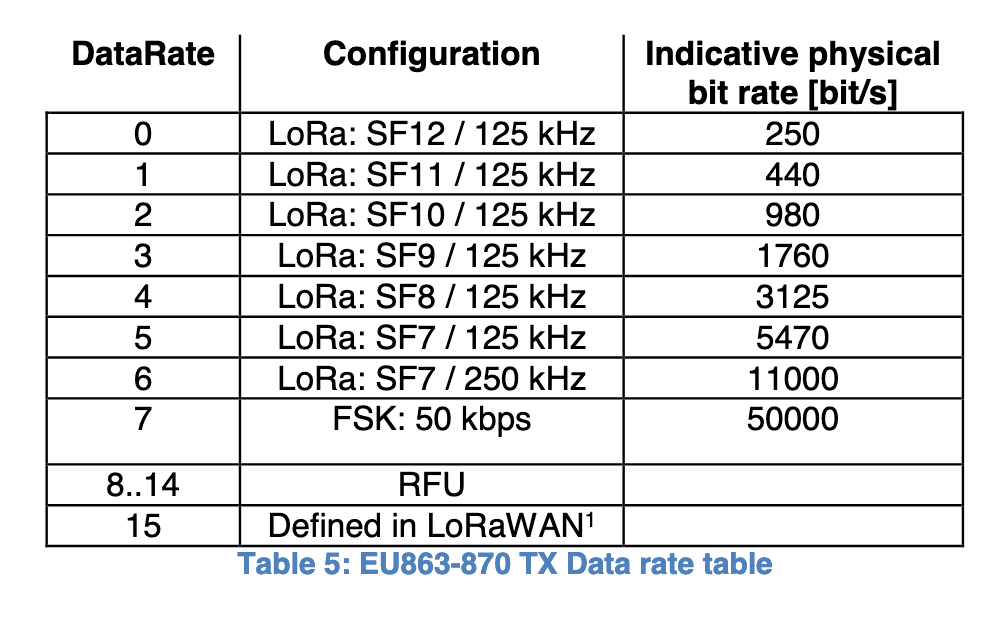 DataRate Configuration Indicative physical
bit rate [bit/s]
0 LoRa: SF12 / 125 kHz 250
1 LoRa: SF11 / 125 kHz 440
2 LoRa: SF10 / 125 kHz 980
3 LoRa: SF9 / 125 kHz 1760
4 LoRa: SF8 / 125 kHz 3125
5 LoRa: SF7 / 125 kHz 5470
6 LoRa: SF7 / 250 kHz 11000
7 FSK: 50 kbps 50000
8..14 RFU
15 Defined in LoRaWAN¹
Table 5: EU863-870 TX Data rate table